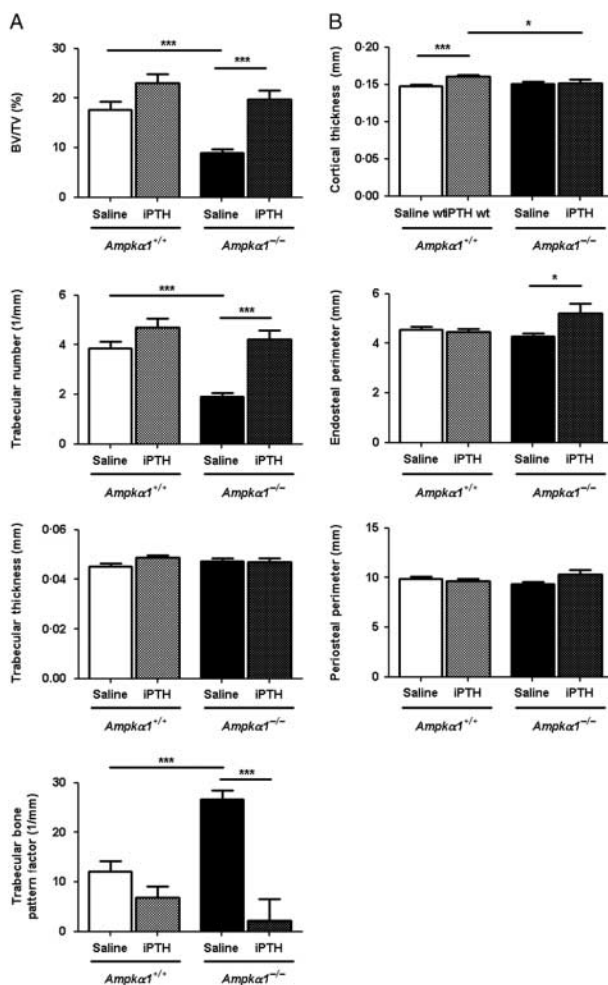 A
***
30
***
20
BV/TV (%)
10
0
Saline iPTH Saline iPTH
Ampkα1+/+ Ampkα1−/−
***
6
***
4
Trabecular number (1/mm)
2
0
Saline iPTH Saline iPTH
Ampkα1+/+ Ampkα1−/−
0·06
0·04
Trabecular thickness (mm)
0·02
0.00
Saline iPTH Saline iPTH
Ampkα1+/+ Ampkα1−/−
***
30
***
20
Trabecular bone
pattern factor (1/mm)
10
0
Saline iPTH Saline iPTH
Ampkα1+/+ Ampkα1−/−
B
*
0·20
***
0·15
Cortical thickness (mm)
0·10
0·05
0·00
Saline wt iPTH wt Saline iPTH
Ampkα1+/+ Ampkα1−/−
*
6
4
Endosteal perimeter (mm)
2
0
Saline iPTH Saline iPTH
Ampkα1+/+ Ampkα1−/−
15
10
Periosteal perimeter (mm)
5
0
Saline iPTH Saline iPTH
Ampkα1+/+ Ampkα1−/−